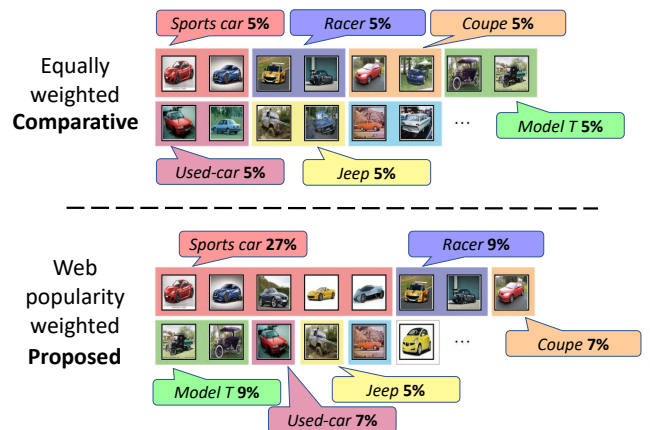 Sports car 5%
Racer 5%
Coupe 5%
Equally
weighted
Comparative
...
Model T 5%
Used-car 5%
Jeep 5%
Sports car 27%
Racer 9%
Web
popularity
weighted
Proposed
...
Coupe 7%
Model T 9%
Jeep 5%
Used-car 7%